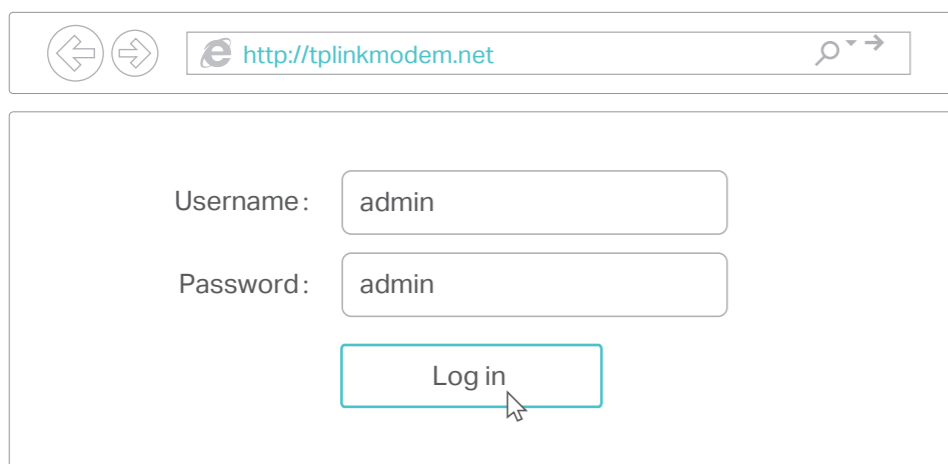 http://tplinkmodem.net
Username: admin
Password: admin
Log in